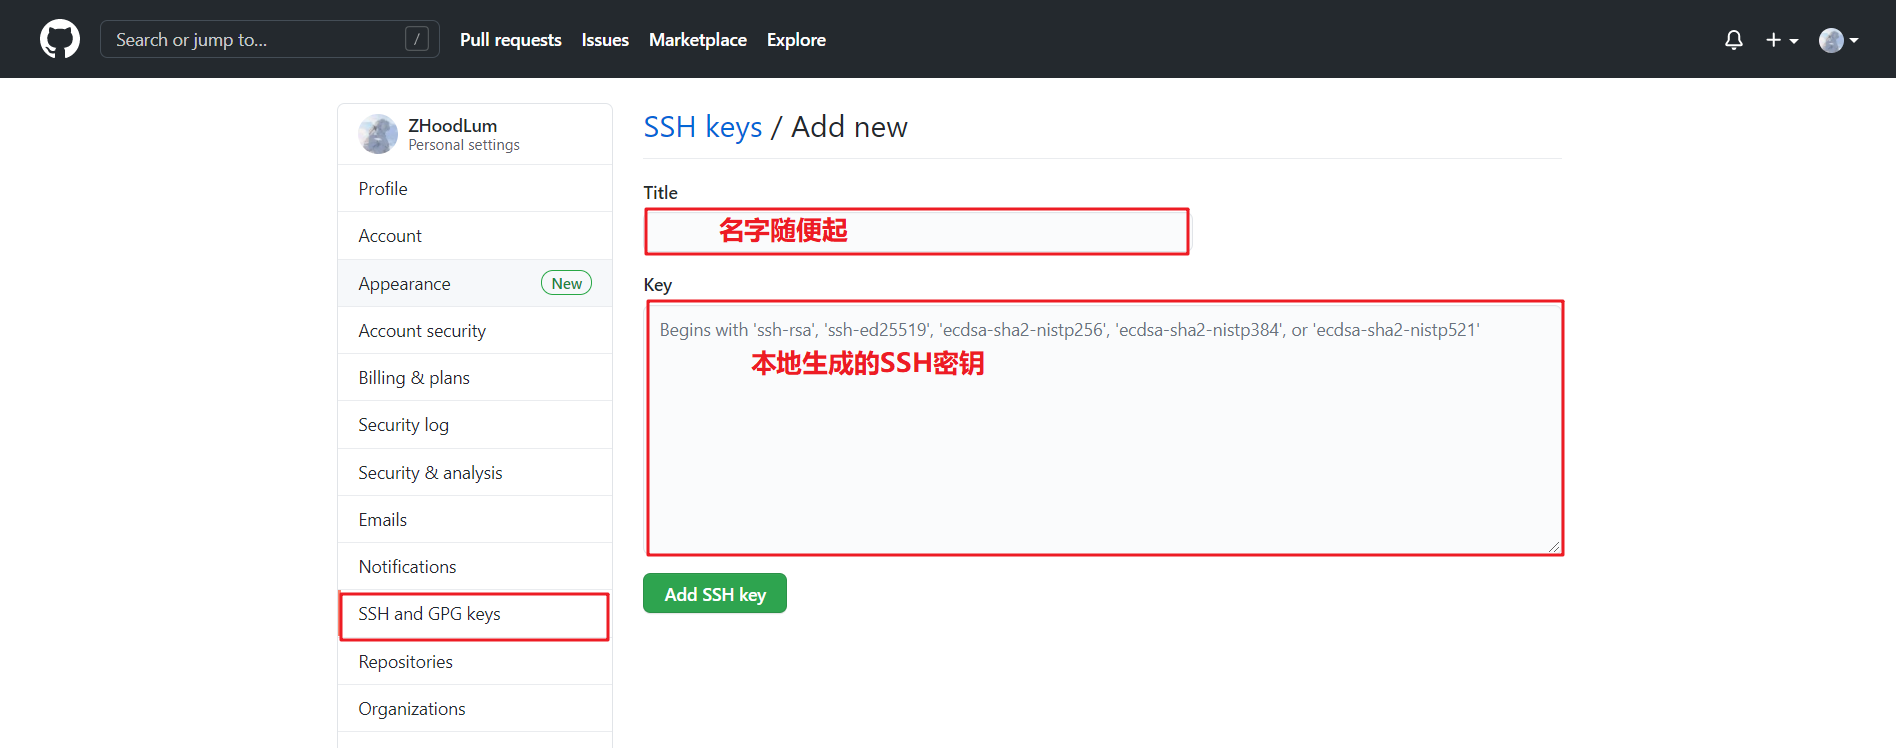 Search or jump to... /
Pull requests Issues Marketplace Explore
ZHoodLum
Personal settings
Profile
Account
Appearance New
Account security
Billing & plans
Security log
Security & analysis
Emails
Notifications
SSH and GPG keys
Repositories
Organizations
SSH keys / Add new
Title
名字随便起
Key
Begins with 'ssh-rsa', 'ssh-ed25519', 'ecdsa-sha2-nistp256', 'ecdsa-sha2-nistp384', or 'ecdsa-sha2-nistp521'
本地生成的SSH密钥
Add SSH key